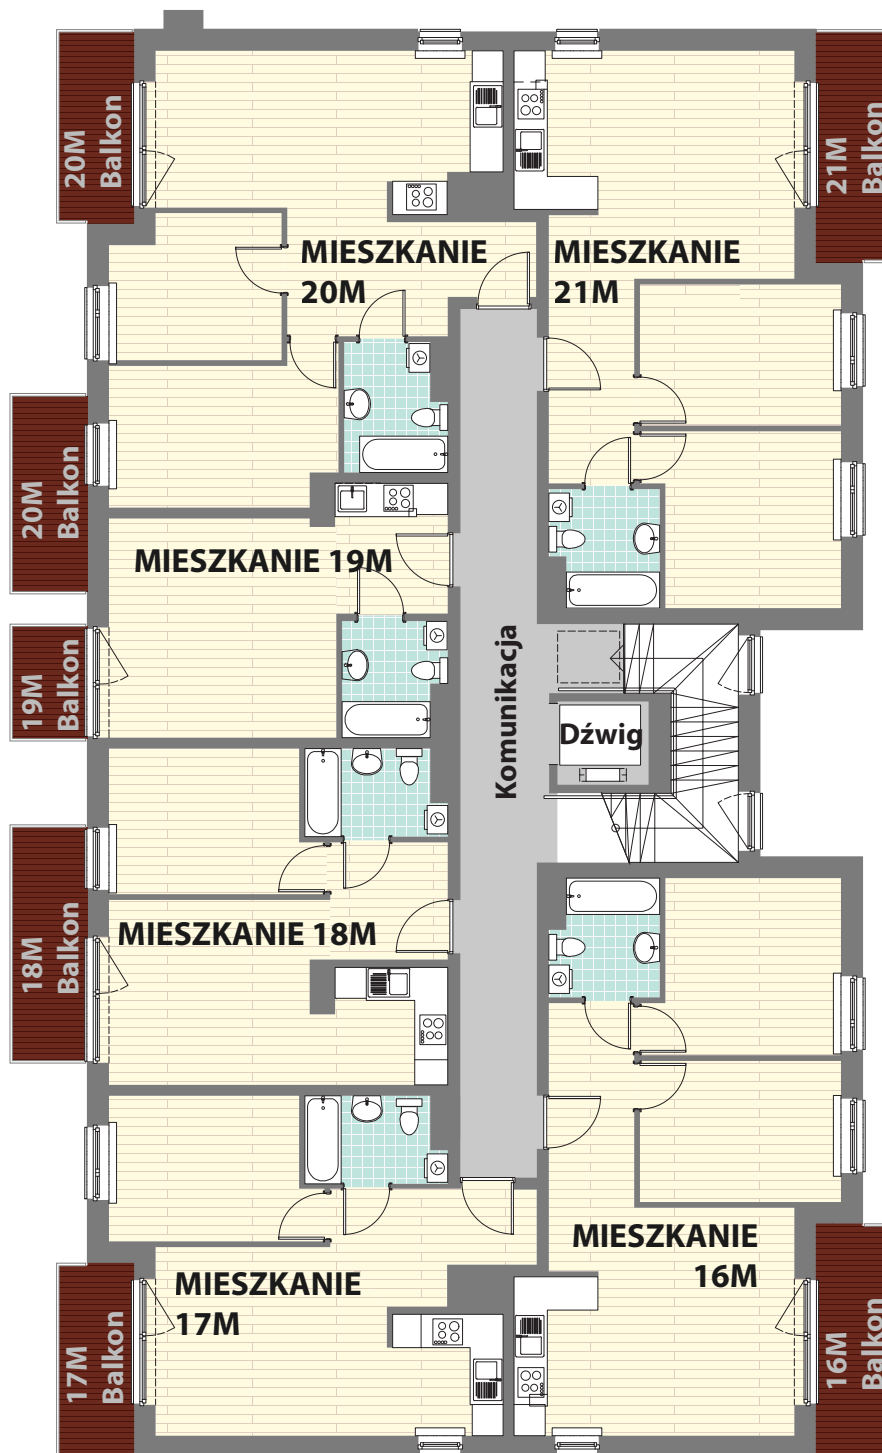 20M
Balkon
21M
Balkon
MIESZKANIE
20M
MIESZKANIE
21M
20M
Balkon
MIESZKANIE 19M
19M
Balkon
Komunikacja
Dźwig
18M
Balkon
MIESZKANIE 18M
MIESZKANIE
16M
MIESZKANIE
17M
17M
Balkon
16M
Balkon